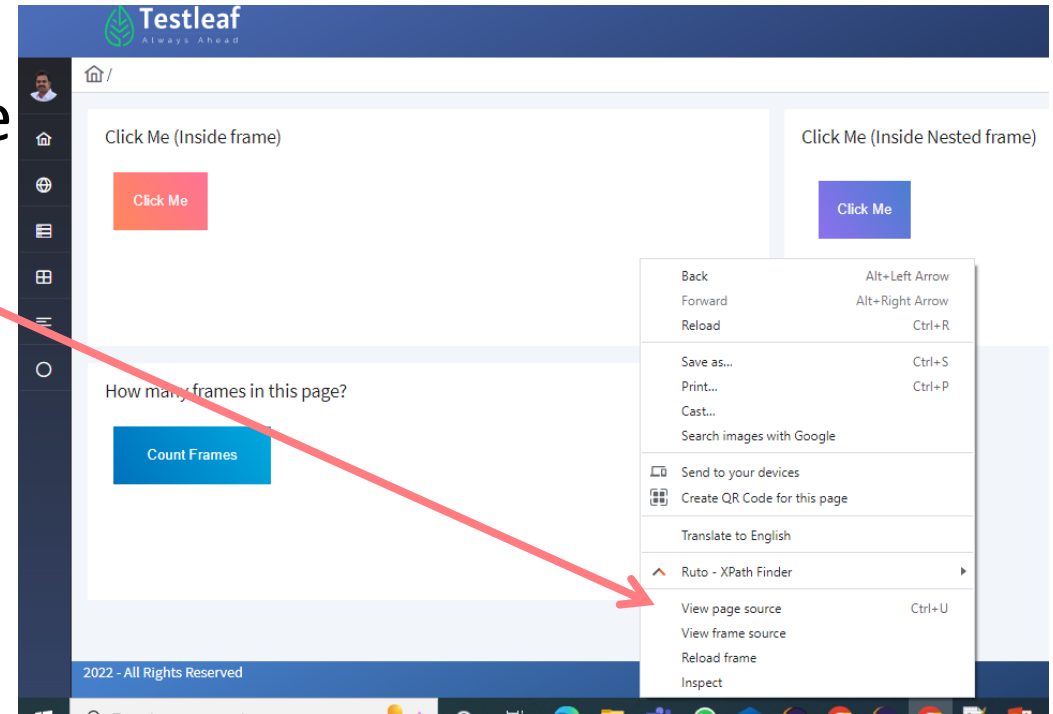 Testleaf
Always Ahead
e
/
Click Me (Inside frame)
Click Me (Inside Nested frame)
Click Me
Click Me
Back Alt+Left Arrow
Forward Alt+Right Arrow
Reload Ctrl+R
Save as... Ctrl+S
Print... Ctrl+P
Cast...
Search images with Google
Send to your devices
Create QR Code for this page
Translate to English
Ruto - XPath Finder
View page source Ctrl+U
View frame source
Reload frame
Inspect
How many frames in this page?
Count Frames
2022 - All Rights Reserved